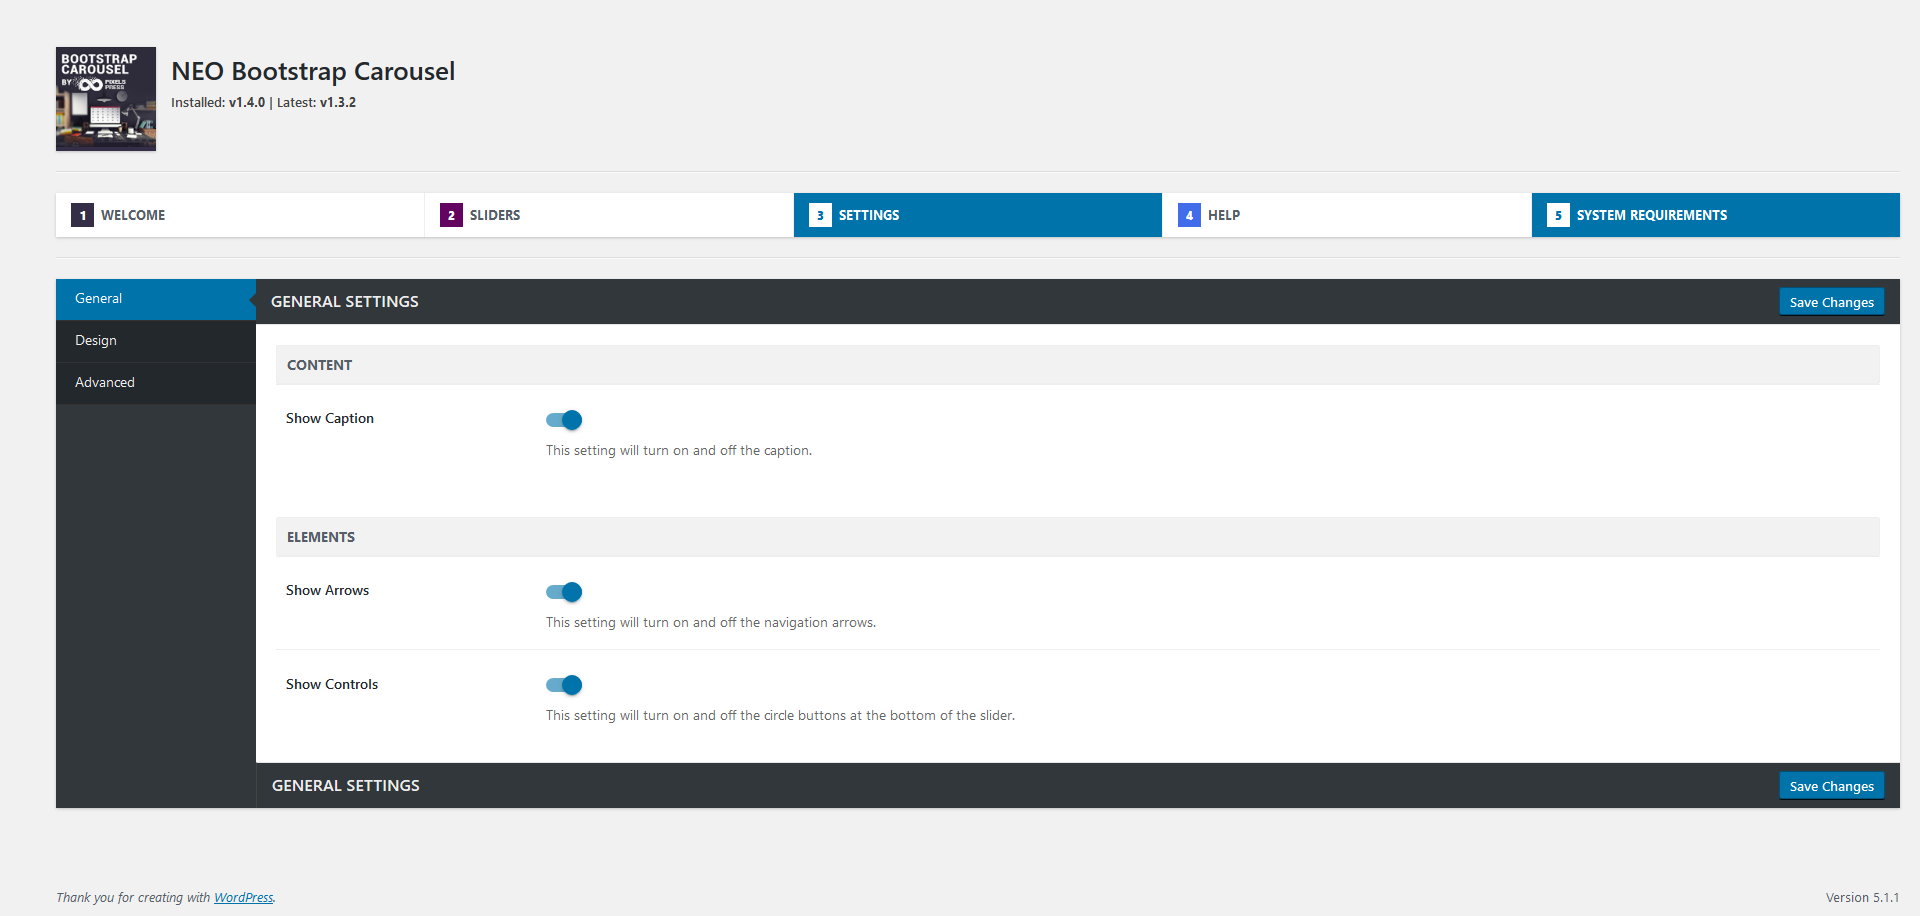 BOOTSTRAP
CAROUSEL
BY PIXELS
PRESS
NEO Bootstrap Carousel
Installed: v1.4.0 | Latest: v1.3.2
1 WELCOME
2 SLIDERS
3 SETTINGS
4 HELP
5 SYSTEM REQUIREMENTS
General
Design
Advanced
GENERAL SETTINGS
Save Changes
CONTENT
Show Caption
This setting will turn on and off the caption.
ELEMENTS
Show Arrows
This setting will turn on and off the navigation arrows.
Show Controls
This setting will turn on and off the circle buttons at the bottom of the slider.
GENERAL SETTINGS
Save Changes
Thank you for creating with WordPress.
Version 5.1.1